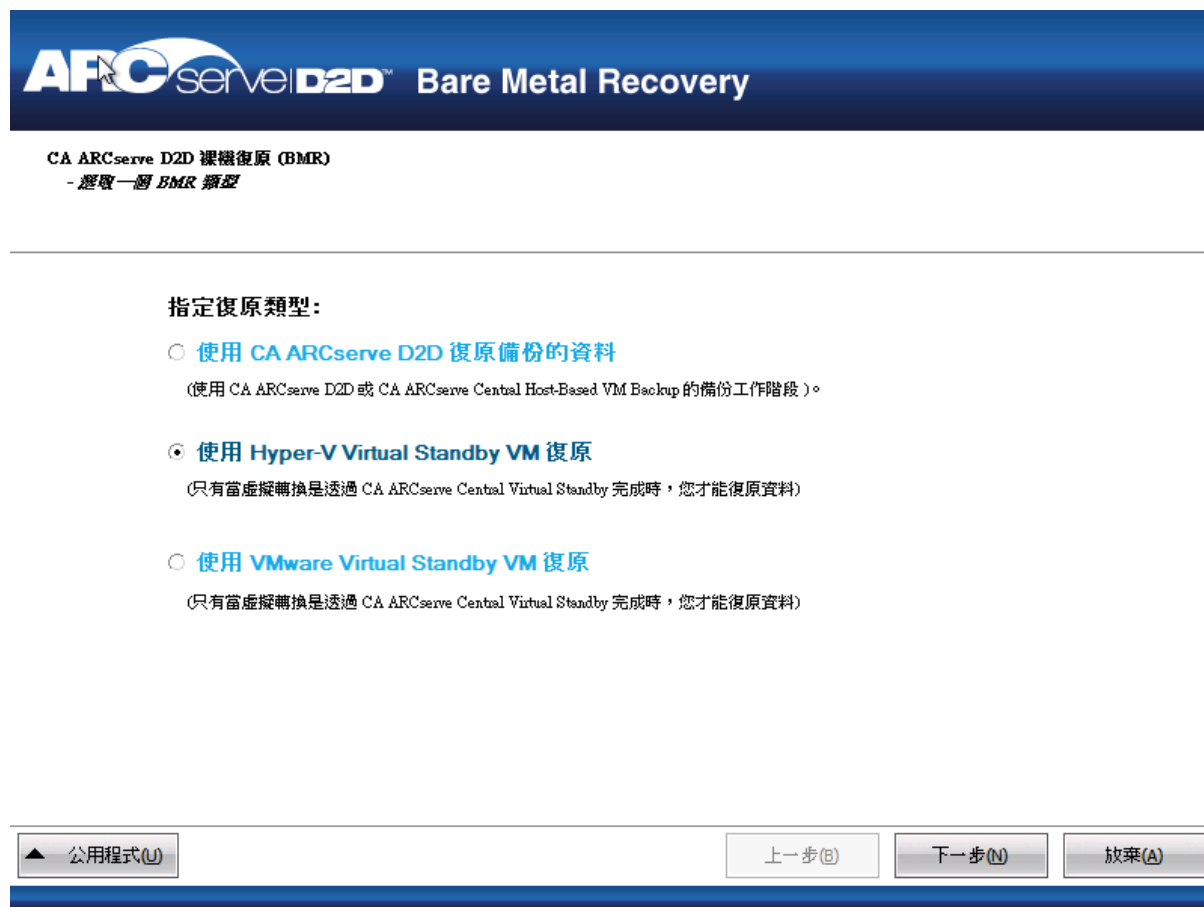 ARCserve D2D™ Bare Metal Recovery
CA ARCserve D2D 裸機復原 (BMR)
- 選取一個 BMR 類型
指定復原類型:
使用 CA ARCserve D2D 復原備份的資料
(使用 CA ARCserve D2D 或 CA ARCserve Central Host-Based VM Backup 的備份工作階段 )。
使用 Hyper-V Virtual Standby VM 復原
(只有當虛擬轉換是透過 CA ARCserve Central Virtual Standby 完成時,您才能復原資料)
使用 VMware Virtual Standby VM 復原
(只有當虛擬轉換是透過 CA ARCserve Central Virtual Standby 完成時,您才能復原資料)
公用程式(U) 上一步(B) 下一步(N) 放棄(A)